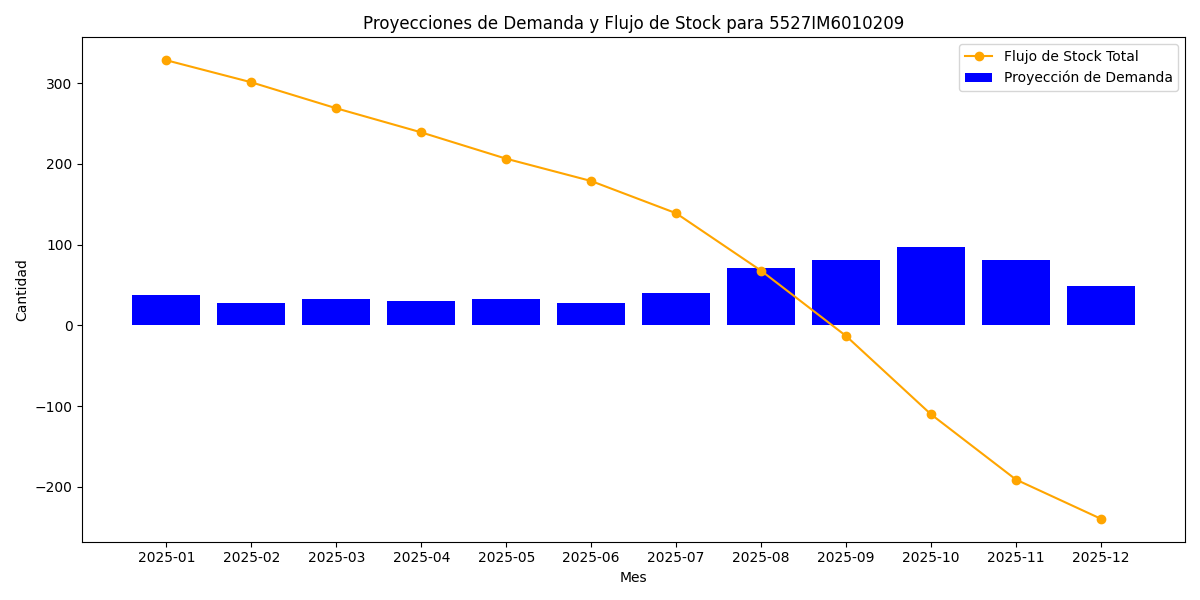 Proyecciones de Demanda y Flujo de Stock para 5527IM6010209
Flujo de Stock Total
Proyección de Demanda
Cantidad
300
200
100
0
−100
−200
2025-01 2025-02 2025-03 2025-04 2025-05 2025-06 2025-07 2025-08 2025-09 2025-10 2025-11 2025-12
Mes